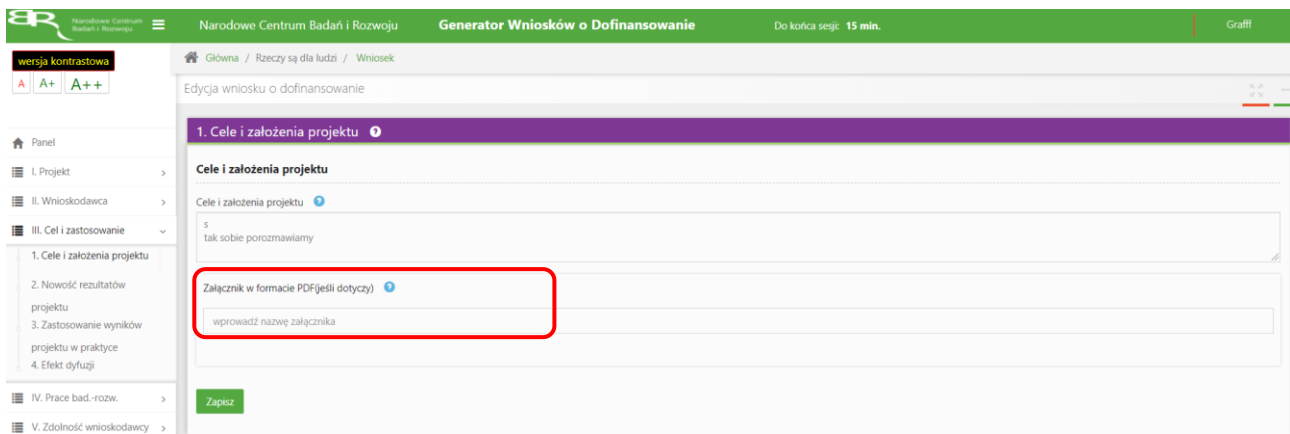 BR Narodowe Centrum Badań i Rozwoju
Narodowe Centrum Badań i Rozwoju Generator Wniosków o Dofinansowanie Do końca sesji: 15 min. Grafff
wersja kontrastowa
A A+ A++
Główna / Rzeczy są dla ludzi / Wniosek
Edycja wniosku o dofinansowanie
Panel
I. Projekt
II. Wnioskodawca
III. Cel i zastosowanie
1. Cele i założenia projektu
2. Nowość rezultatów
projektu
3. Zastosowanie wyników
projektu w praktyce
4. Efekt dyfuzji
IV. Prace bad.-rozw.
V. Zdolność wnioskodawcy
1. Cele i założenia projektu
Cele i założenia projektu
Cele i założenia projektu
s
tak sobie porozmawiamy
Załącznik w formacie PDF(jeśli dotyczy)
wprowadź nazwę załącznika
Zapisz